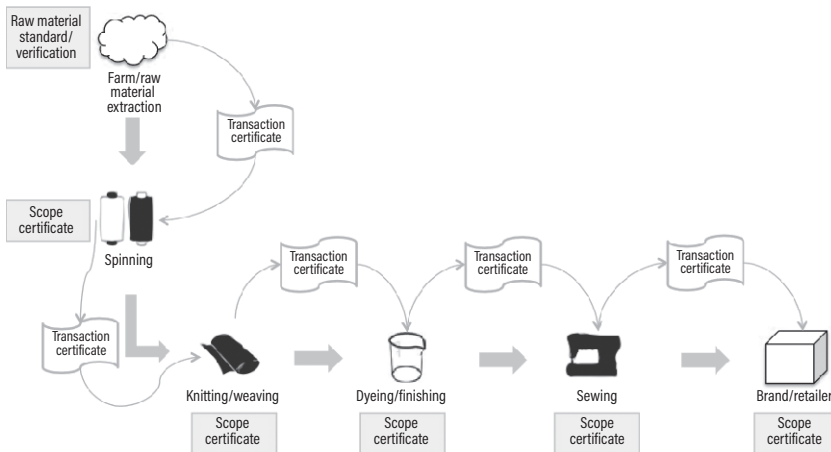 Raw material
standard/
verification
Farm/raw
material
extraction
Transaction
certificate
Scope
certificate
Spinning
Transaction
certificate
Transaction
certificate
Transaction
certificate
Transaction
certificate
Knitting/weaving
Dyeing/finishing
Sewing
Brand/retailer
Scope
certificate
Scope
certificate
Scope
certificate
Scope
certificate